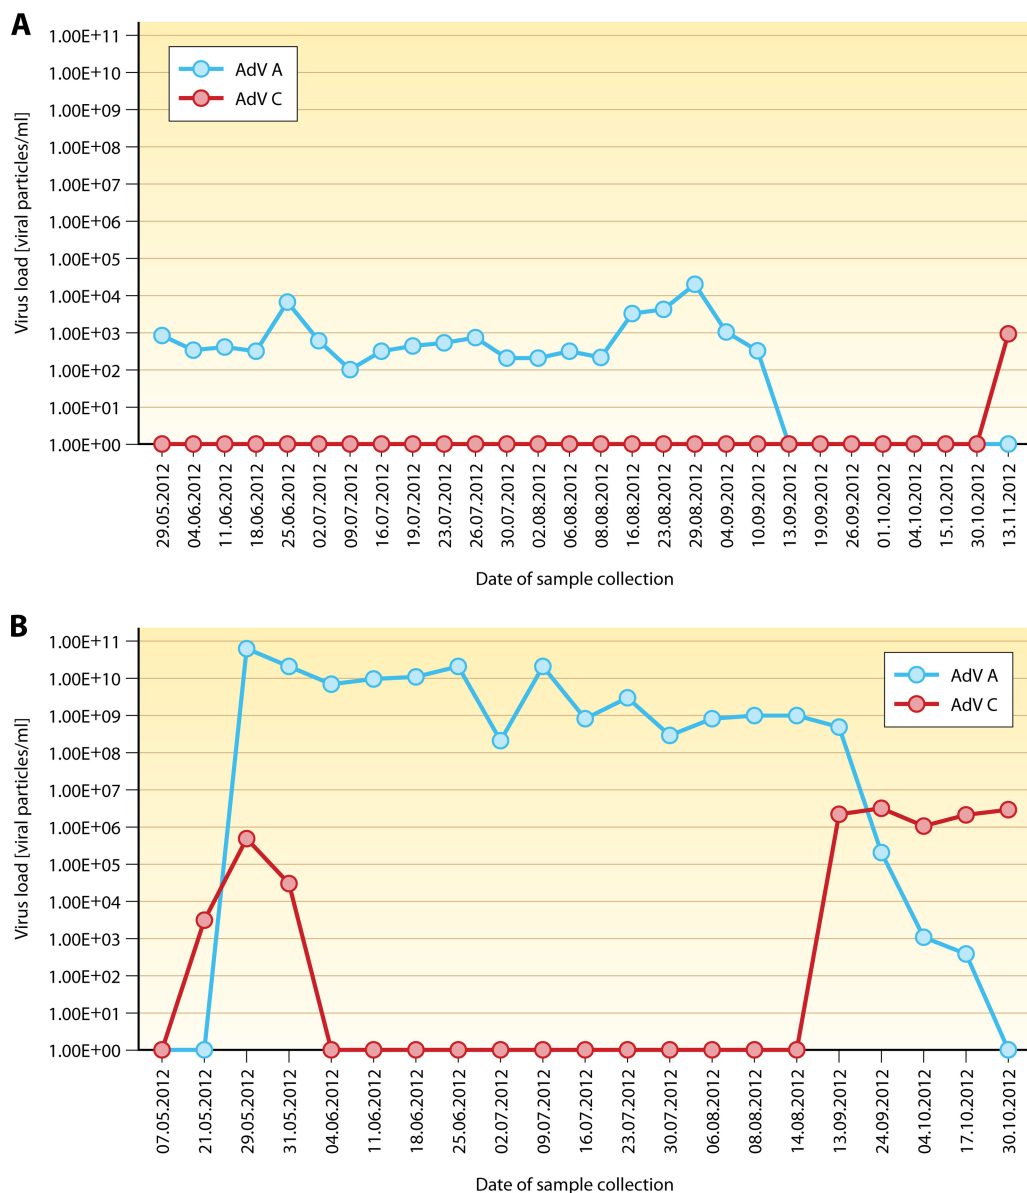 A
1.00E+11
1.00E+10
1.00E+09
1.00E+08
1.00E+07
1.00E+06
1.00E+05
1.00E+04
1.00E+03
1.00E+02
1.00E+01
1.00E+00
Virus load [viral particles/ml]
AdV A
AdV C
29.05.2012
04.06.2012
11.06.2012
18.06.2012
25.06.2012
02.07.2012
09.07.2012
16.07.2012
19.07.2012
23.07.2012
26.07.2012
30.07.2012
02.08.2012
06.08.2012
08.08.2012
16.08.2012
23.08.2012
29.08.2012
04.09.2012
10.09.2012
13.09.2012
19.09.2012
26.09.2012
01.10.2012
04.10.2012
15.10.2012
30.10.2012
13.11.2012
Date of sample collection
B
1.00E+11
1.00E+10
1.00E+09
1.00E+08
1.00E+07
1.00E+06
1.00E+05
1.00E+04
1.00E+03
1.00E+02
1.00E+01
1.00E+00
Virus load [viral particles/ml]
AdV A
AdV C
07.05.2012
21.05.2012
29.05.2012
31.05.2012
04.06.2012
11.06.2012
18.06.2012
25.06.2012
02.07.2012
09.07.2012
16.07.2012
23.07.2012
30.07.2012
06.08.2012
08.08.2012
14.08.2012
13.09.2012
24.09.2012
04.10.2012
17.10.2012
30.10.2012
Date of sample collection